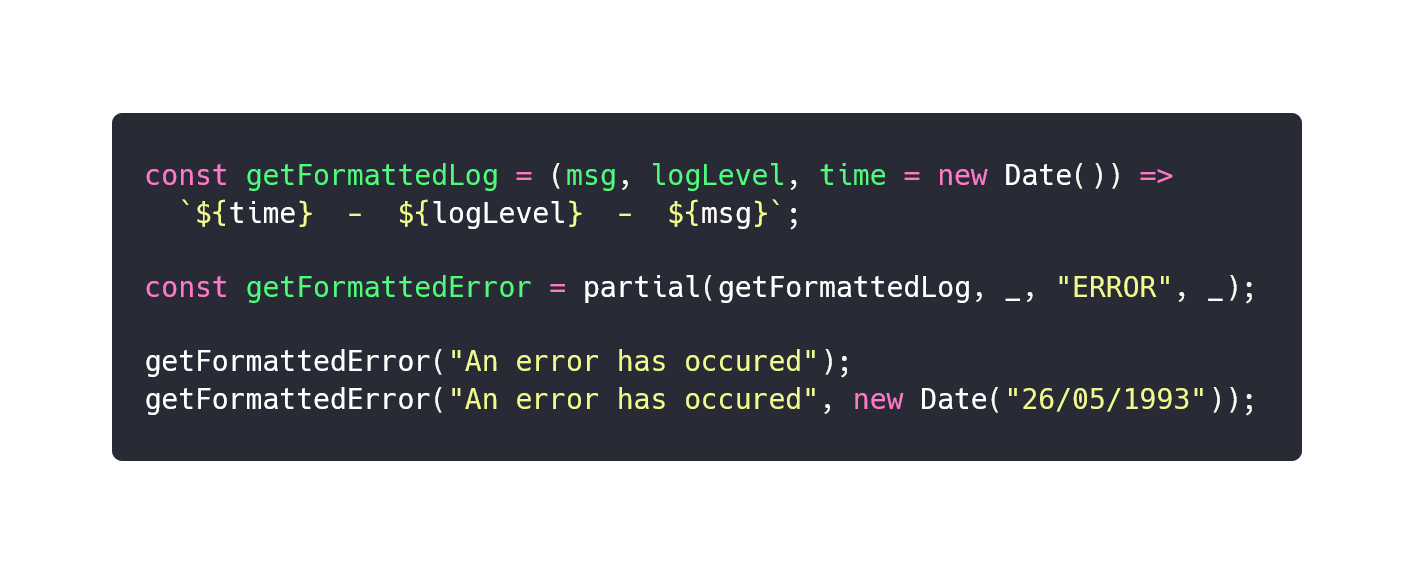 const getFormattedLog = (msg, logLevel, time = new Date()) =>
  `${time}  -  ${logLevel}  -  ${msg}`;
const getFormattedError = partial(getFormattedLog, _, "ERROR", _);
getFormattedError("An error has occured");
getFormattedError("An error has occured", new Date("26/05/1993"));